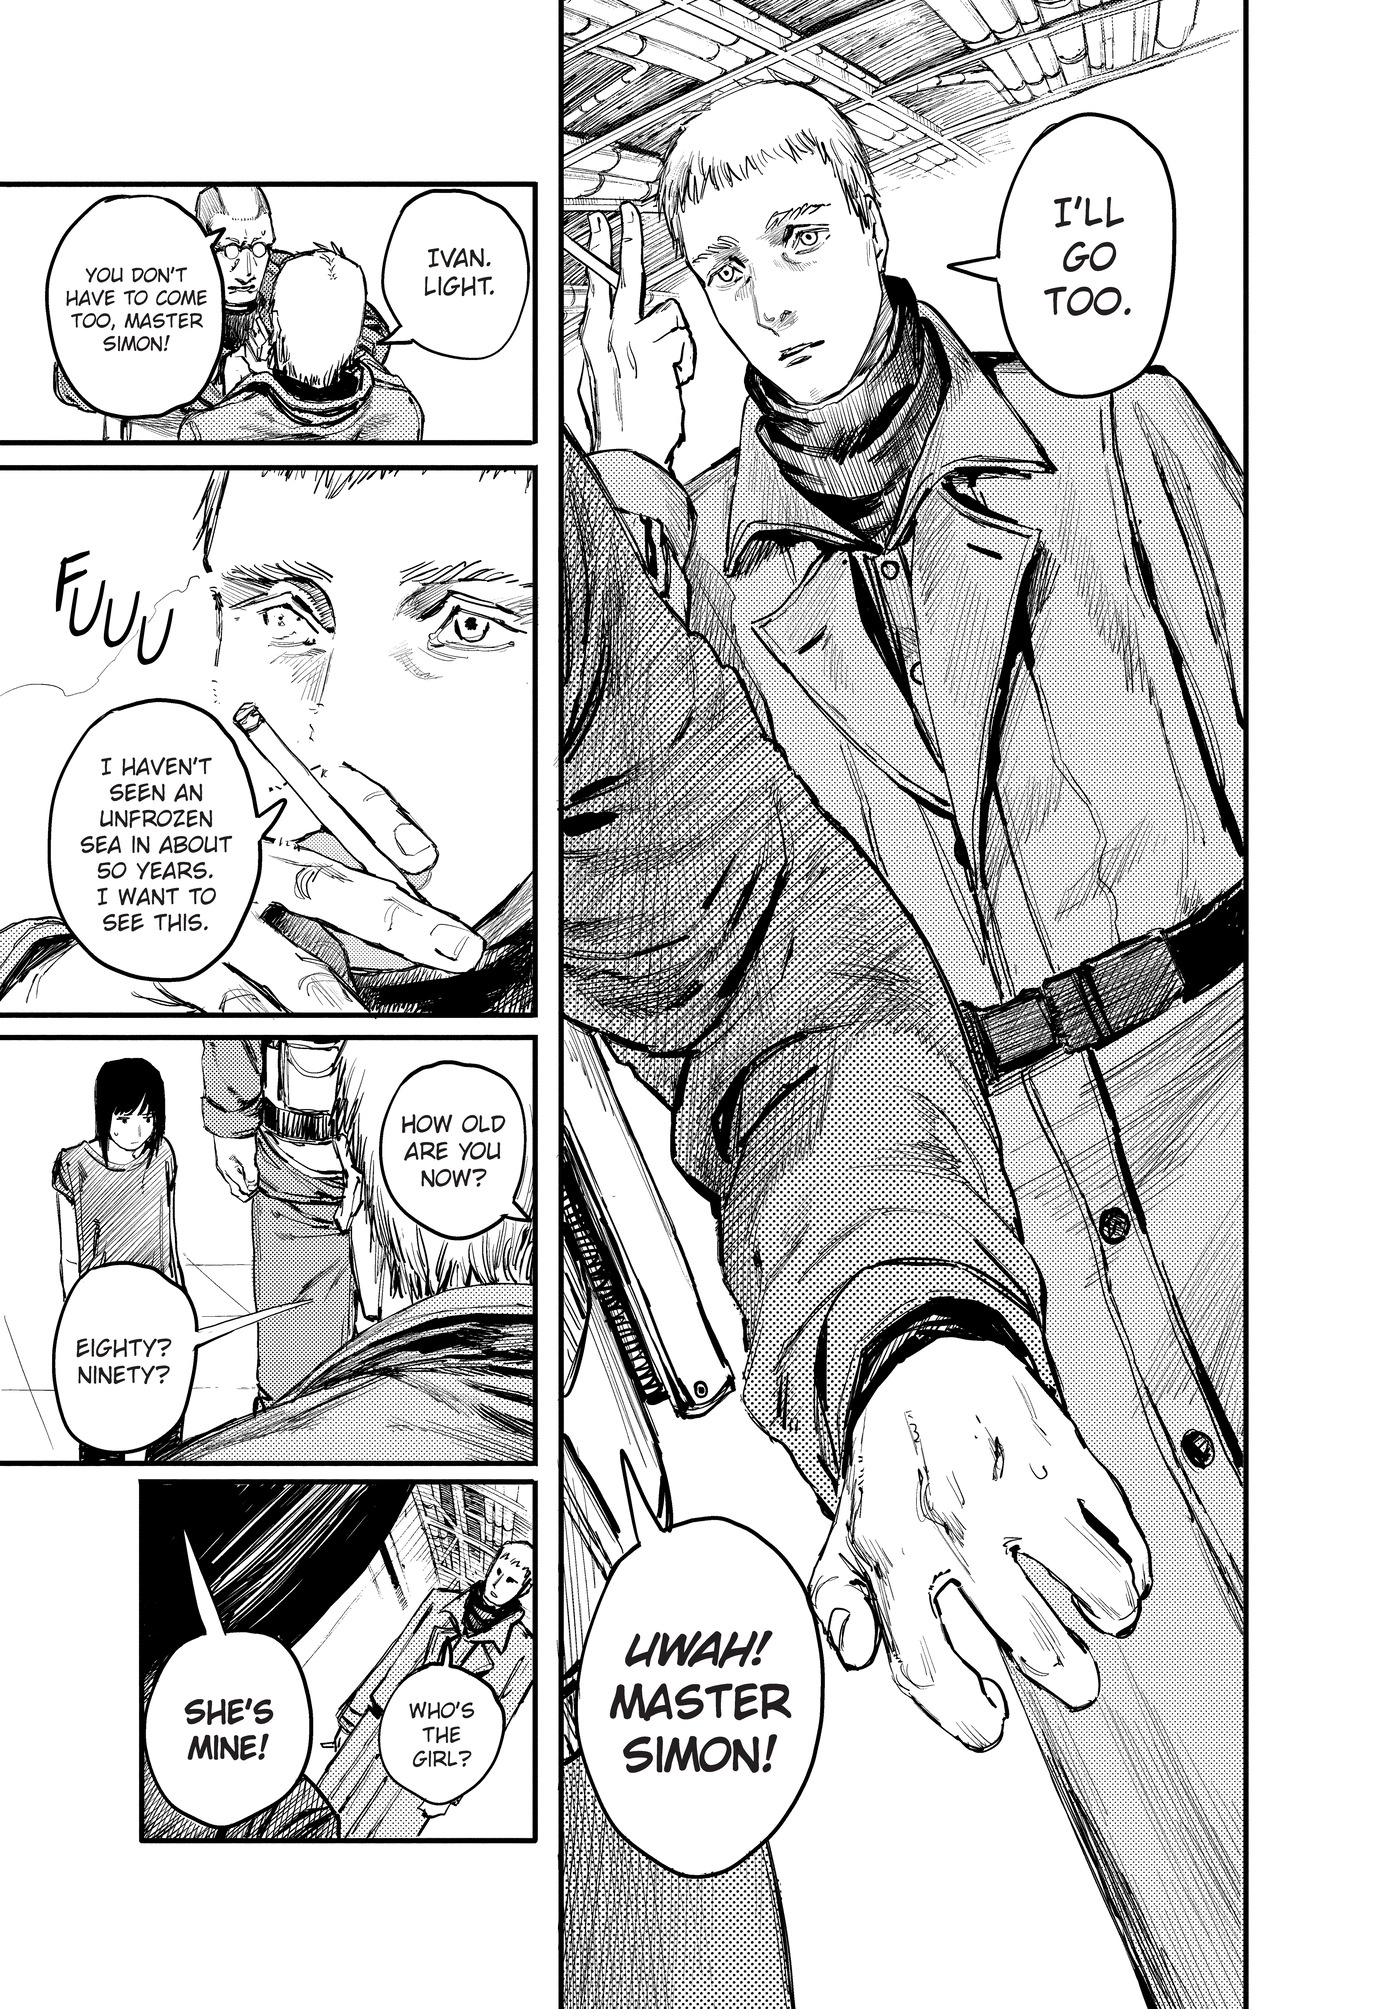 I'LL
GO
TOO.
UWAH!
MASTER
SIMON!
IVAN.
LIGHT.
YOU DON'T
HAVE TO COME
TOO, MASTER
SIMON!
FUUU
I HAVEN'T
SEEN AN
UNFROZEN
SEA IN ABOUT
50 YEARS.
I WANT TO
SEE THIS.
HOW OLD
ARE YOU
NOW?
EIGHTY?
NINETY?
WHO'S
THE
GIRL?
SHE'S
MINE!